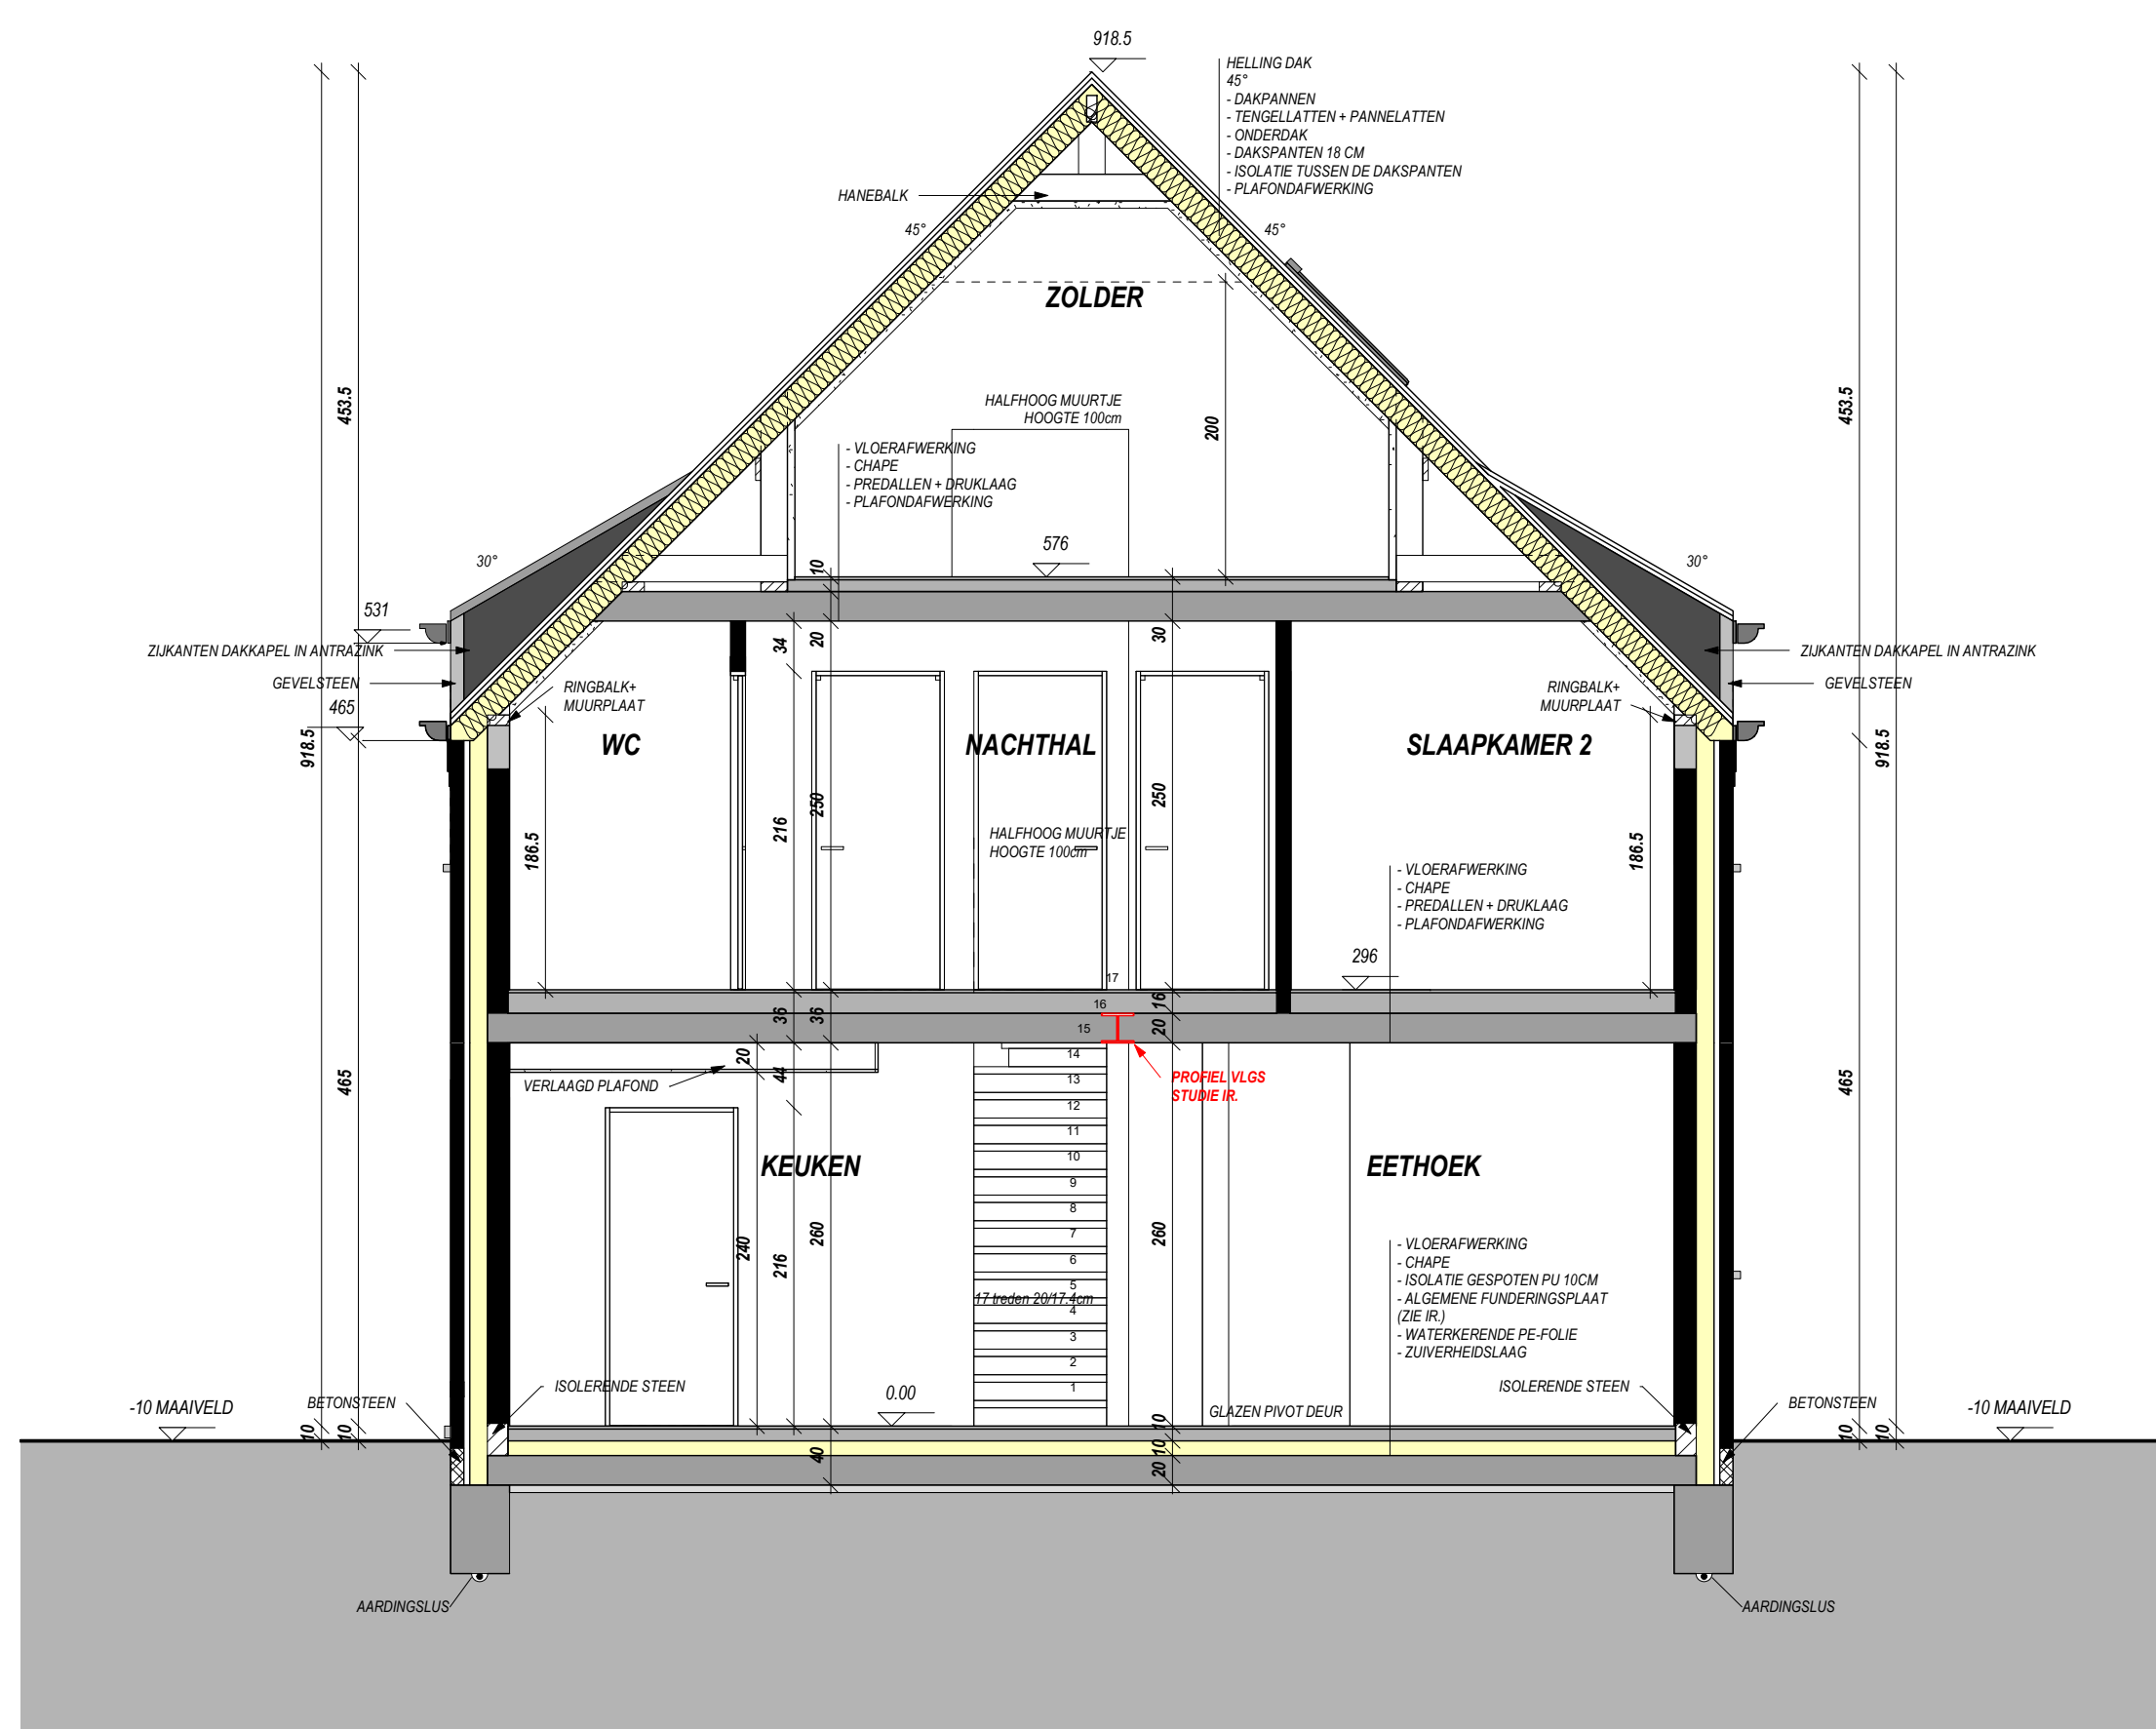 918.5
HELLING DAK
45°
- DAKPANNEN
- TENGELLATTEN + PANNELATTEN
- ONDERDAK
- DAKSPANTEN 18 CM
- ISOLATIE TUSSEN DE DAKSPANTEN
- PLAFONDAFWERKING
HANEBALK
45°
45°
ZOLDER
453.5
453.5
HALFHOOG MUURTJE
HOOGTE 100cm
200
- VLOERAFWERKING
- CHAPE
- PREDALLEN + DRUKLAAG
- PLAFONDAFWERKING
576
10
30°
30°
531
34
20
30
ZIJKANTEN DAKKAPEL IN ANTRAZINK
ZIJKANTEN DAKKAPEL IN ANTRAZINK
GEVELSTEEN
GEVELSTEEN
RINGBALK+
MUURPLAAT
RINGBALK+
MUURPLAAT
465
918.5
918.5
WC
NACHTHAL
SLAAPKAMER 2
250
250
216
186.5
186.5
HALFHOOG MUURTJE
HOOGTE 100cm
- VLOERAFWERKING
- CHAPE
- PREDALLEN + DRUKLAAG
- PLAFONDAFWERKING
296
17
16
16
15
36
36
20
20
44
14
VERLAAGD PLAFOND
PROFIEL VLGS
STUDIE IR.
465
465
13
12
11
10
9
8
7
6
5
17 treden 20/17.4cm
4
3
2
1
KEUKEN
EETHOEK
240
216
260
260
- VLOERAFWERKING
- CHAPE
- ISOLATIE GESPOTEN PU 10CM
- ALGEMENE FUNDERINGSPLAAT
(ZIE IR.)
- WATERKERENDE PE-FOLIE
- ZUIVERHEIDSLAAG
ISOLERENDE STEEN
ISOLERENDE STEEN
0.00
GLAZEN PIVOT DEUR
BETONSTEEN
BETONSTEEN
-10 MAAIVELD
-10 MAAIVELD
10
10
10
10
10
10
20
40
AARDINGSLUS
AARDINGSLUS